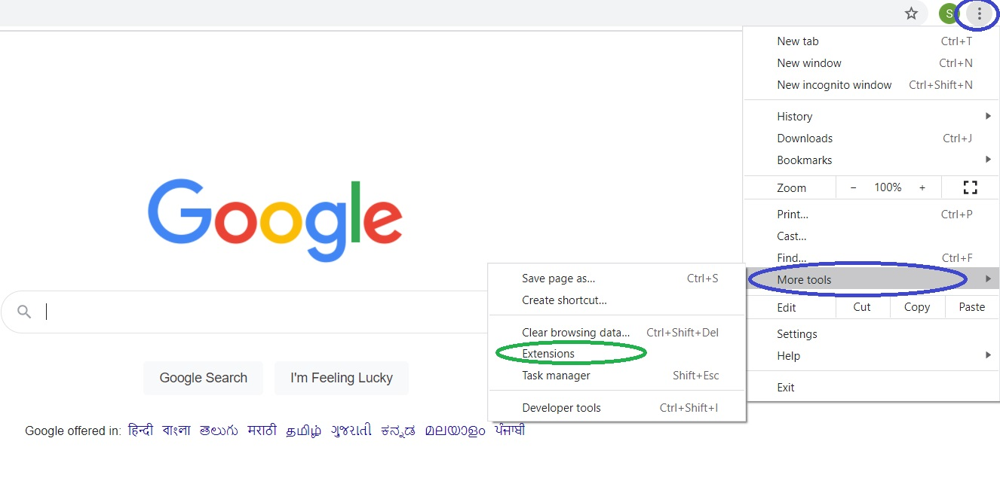 S
New tab Ctrl+T
New window Ctrl+N
New incognito window Ctrl+Shift+N
History
Downloads Ctrl+J
Bookmarks
Zoom - 100% +
Print... Ctrl+P
Cast...
Find... Ctrl+F
More tools
Edit Cut Copy Paste
Settings
Help
Exit
Save page as... Ctrl+S
Create shortcut...
Clear browsing data... Ctrl+Shift+Del
Extensions
Task manager Shift+Esc
Developer tools Ctrl+Shift+I
Google
Google Search I'm Feeling Lucky
Google offered in: हिन्दी বাংলা తెలుగు मराठी தமிழ் ગુજરાતી ಕನ್ನಡ മലയാളം ਪੰਜਾਬੀ